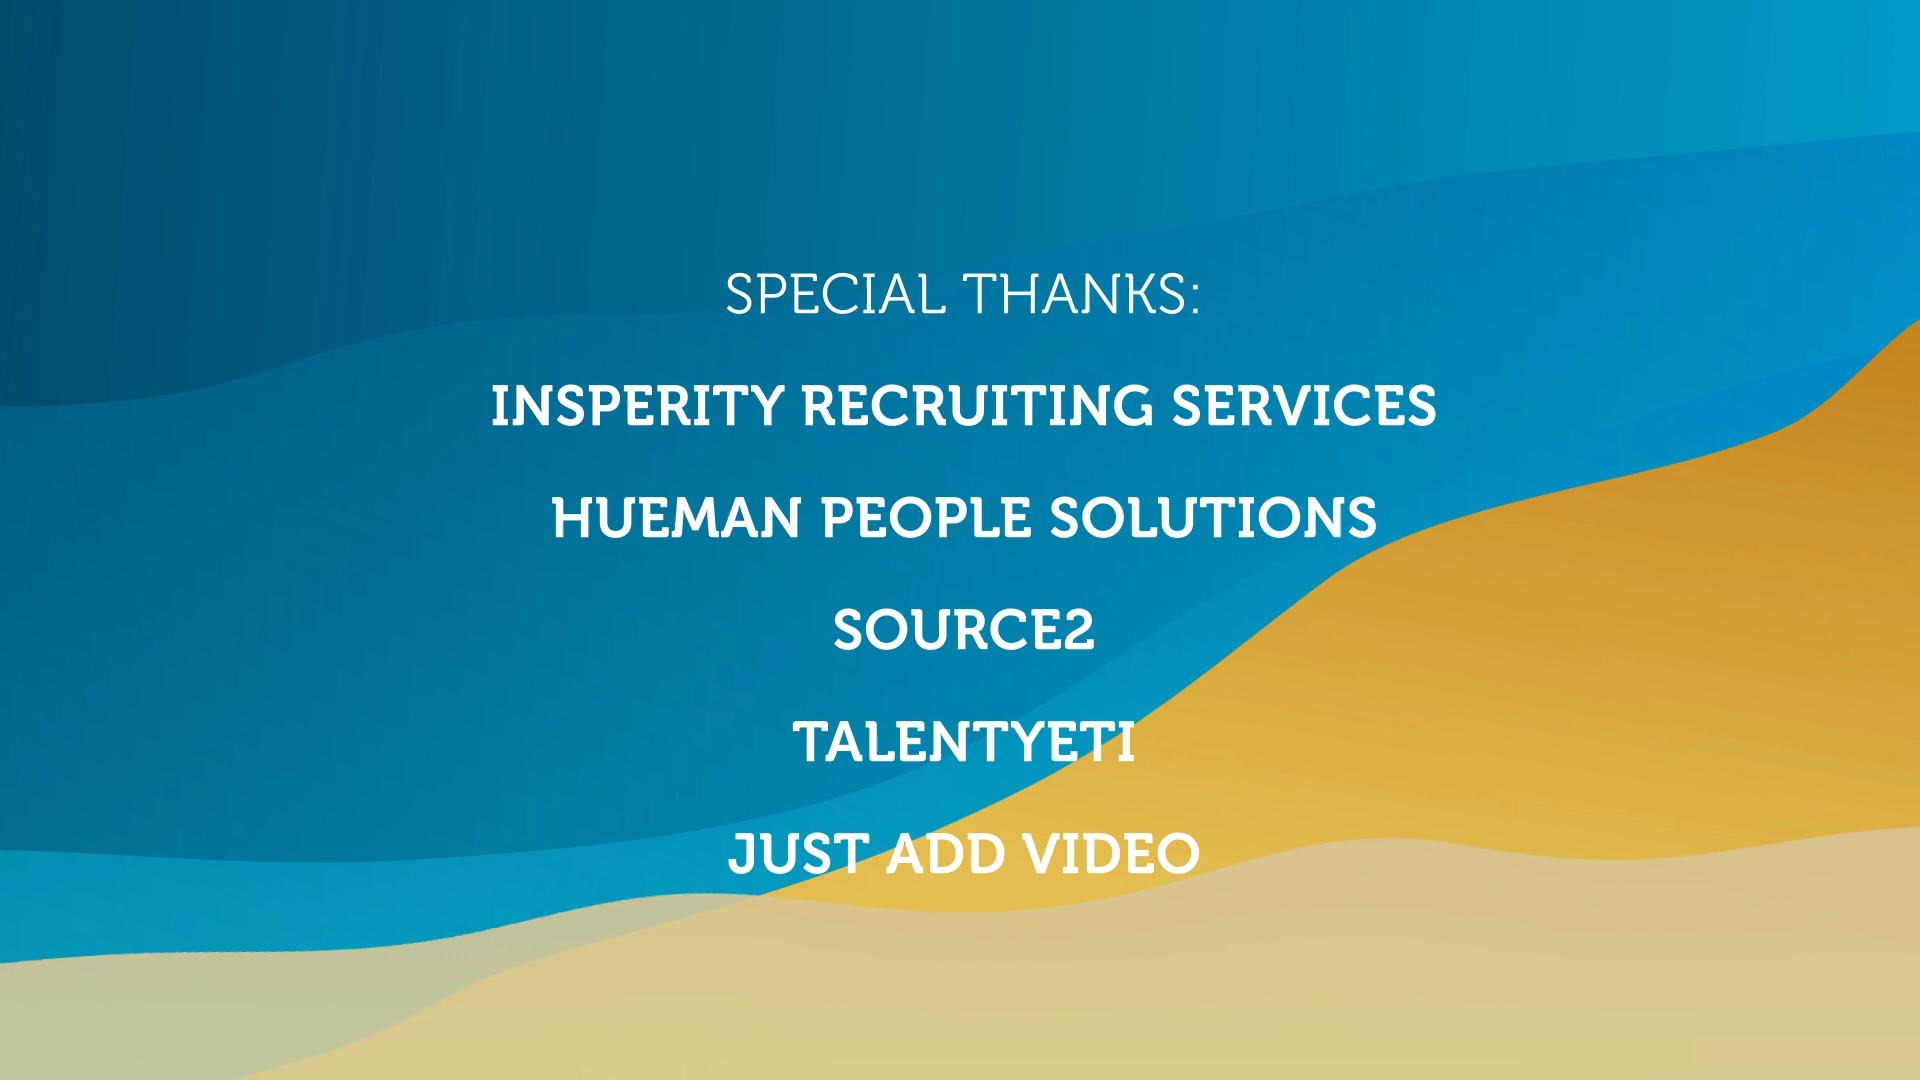 SPECIAL THANKS:
INSPERITY RECRUITING SERVICES
HUEMAN PEOPLE SOLUTIONS
SOURCE2
TALENTYETI
JUST ADD VIDEO